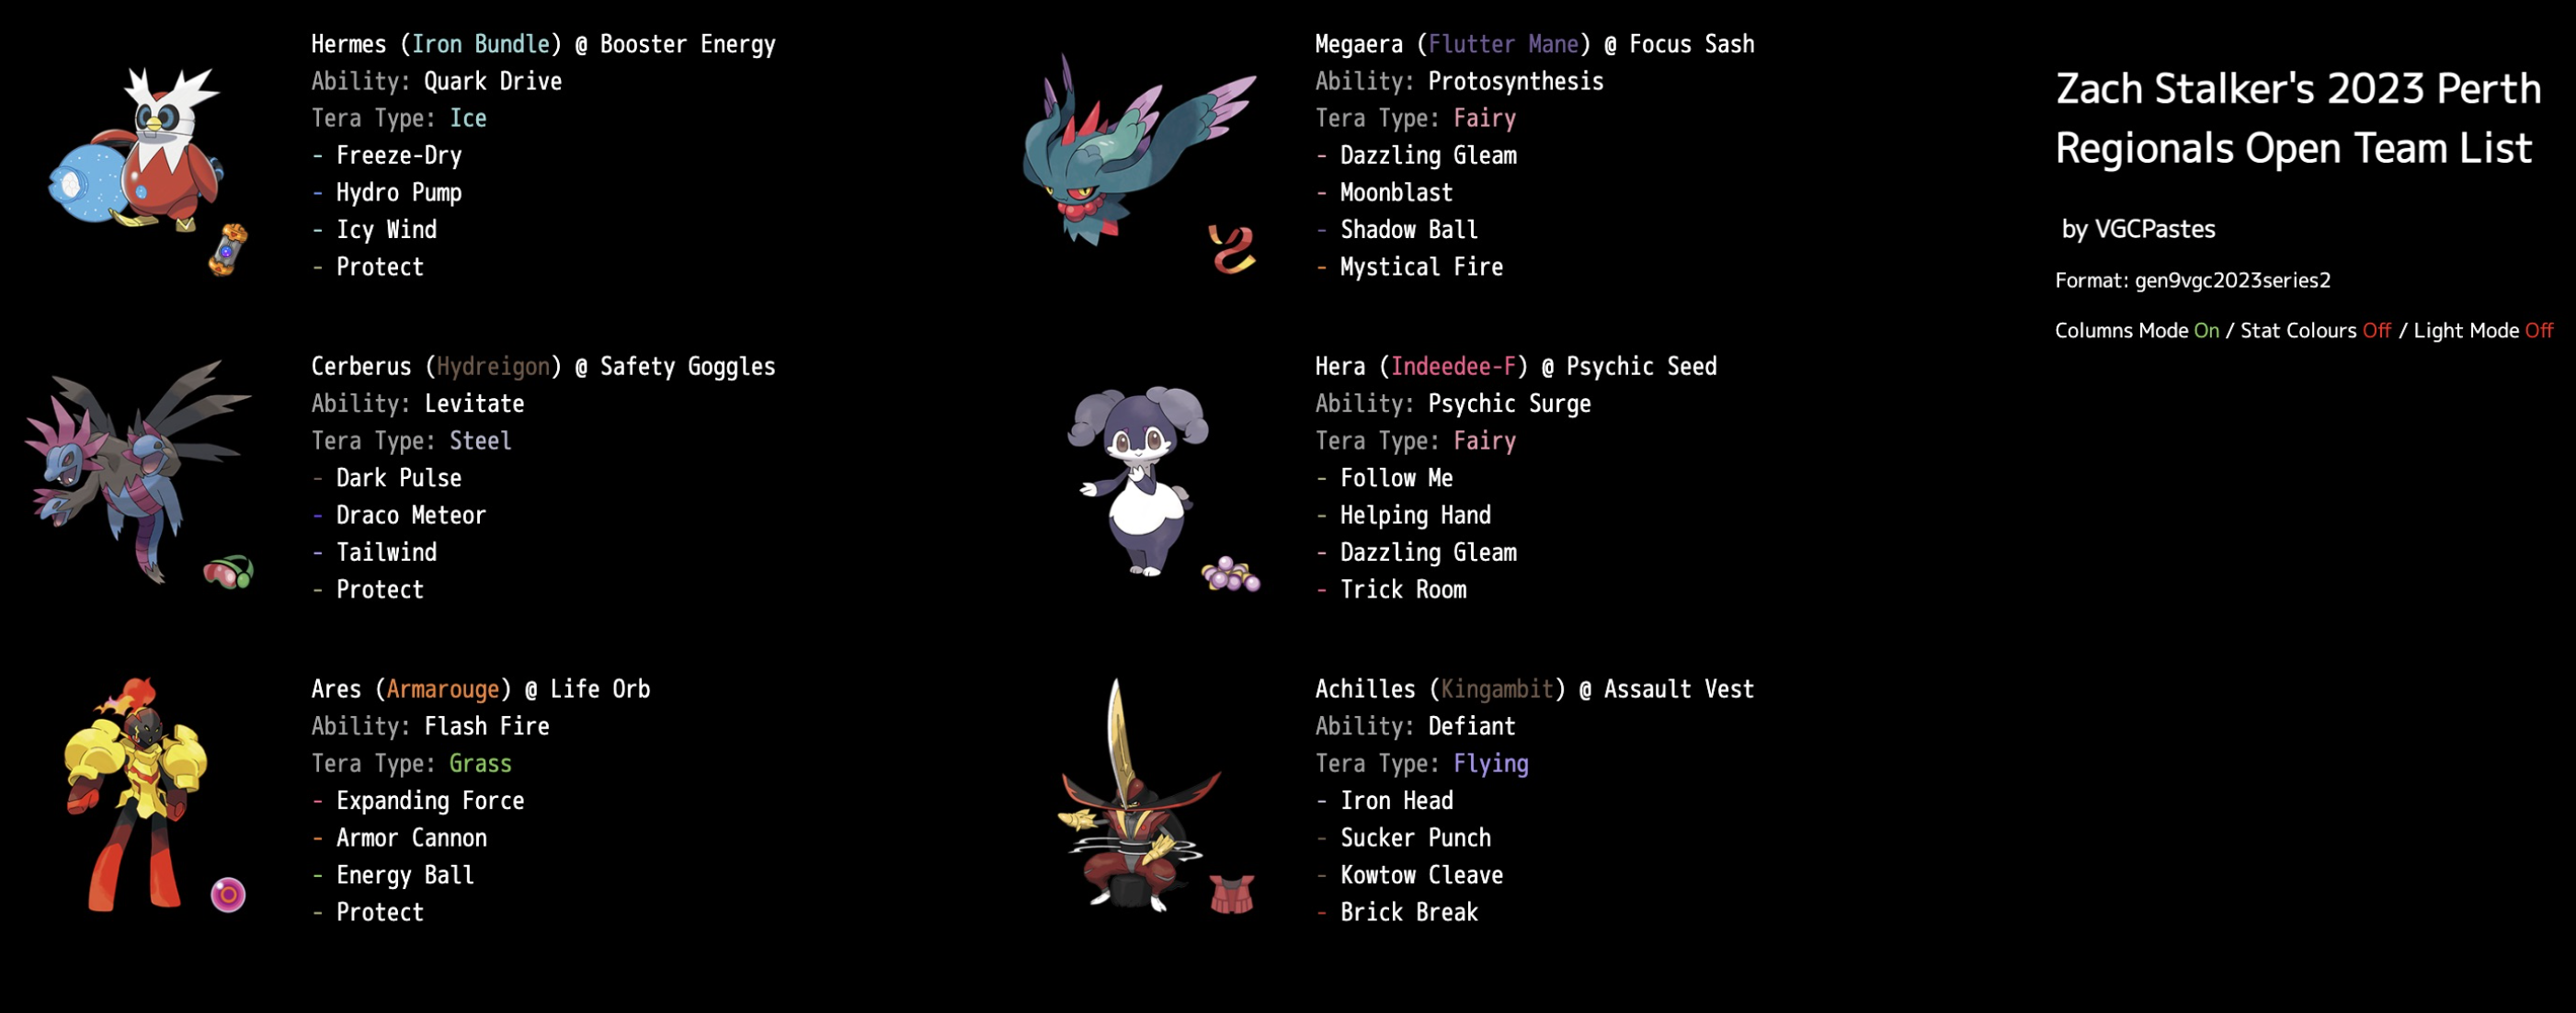 Hermes (Iron Bundle) @ Booster Energy
Ability: Quark Drive
Tera Type: Ice
- Freeze-Dry
- Hydro Pump
- Icy Wind
- Protect
Megaera (Flutter Mane) @ Focus Sash
Ability: Protosynthesis
Tera Type: Fairy
- Dazzling Gleam
- Moonblast
- Shadow Ball
- Mystical Fire
Cerberus (Hydreigon) @ Safety Goggles
Ability: Levitate
Tera Type: Steel
- Dark Pulse
- Draco Meteor
- Tailwind
- Protect
Hera (Indeedee-F) @ Psychic Seed
Ability: Psychic Surge
Tera Type: Fairy
- Follow Me
- Helping Hand
- Dazzling Gleam
- Trick Room
Ares (Armarouge) @ Life Orb
Ability: Flash Fire
Tera Type: Grass
- Expanding Force
- Armor Cannon
- Energy Ball
- Protect
Achilles (Kingambit) @ Assault Vest
Ability: Defiant
Tera Type: Flying
- Iron Head
- Sucker Punch
- Kowtow Cleave
- Brick Break
Zach Stalker's 2023 Perth
Regionals Open Team List
by VGCPastes
Format: gen9vgc2023series2
Columns Mode On / Stat Colours Off / Light Mode Off